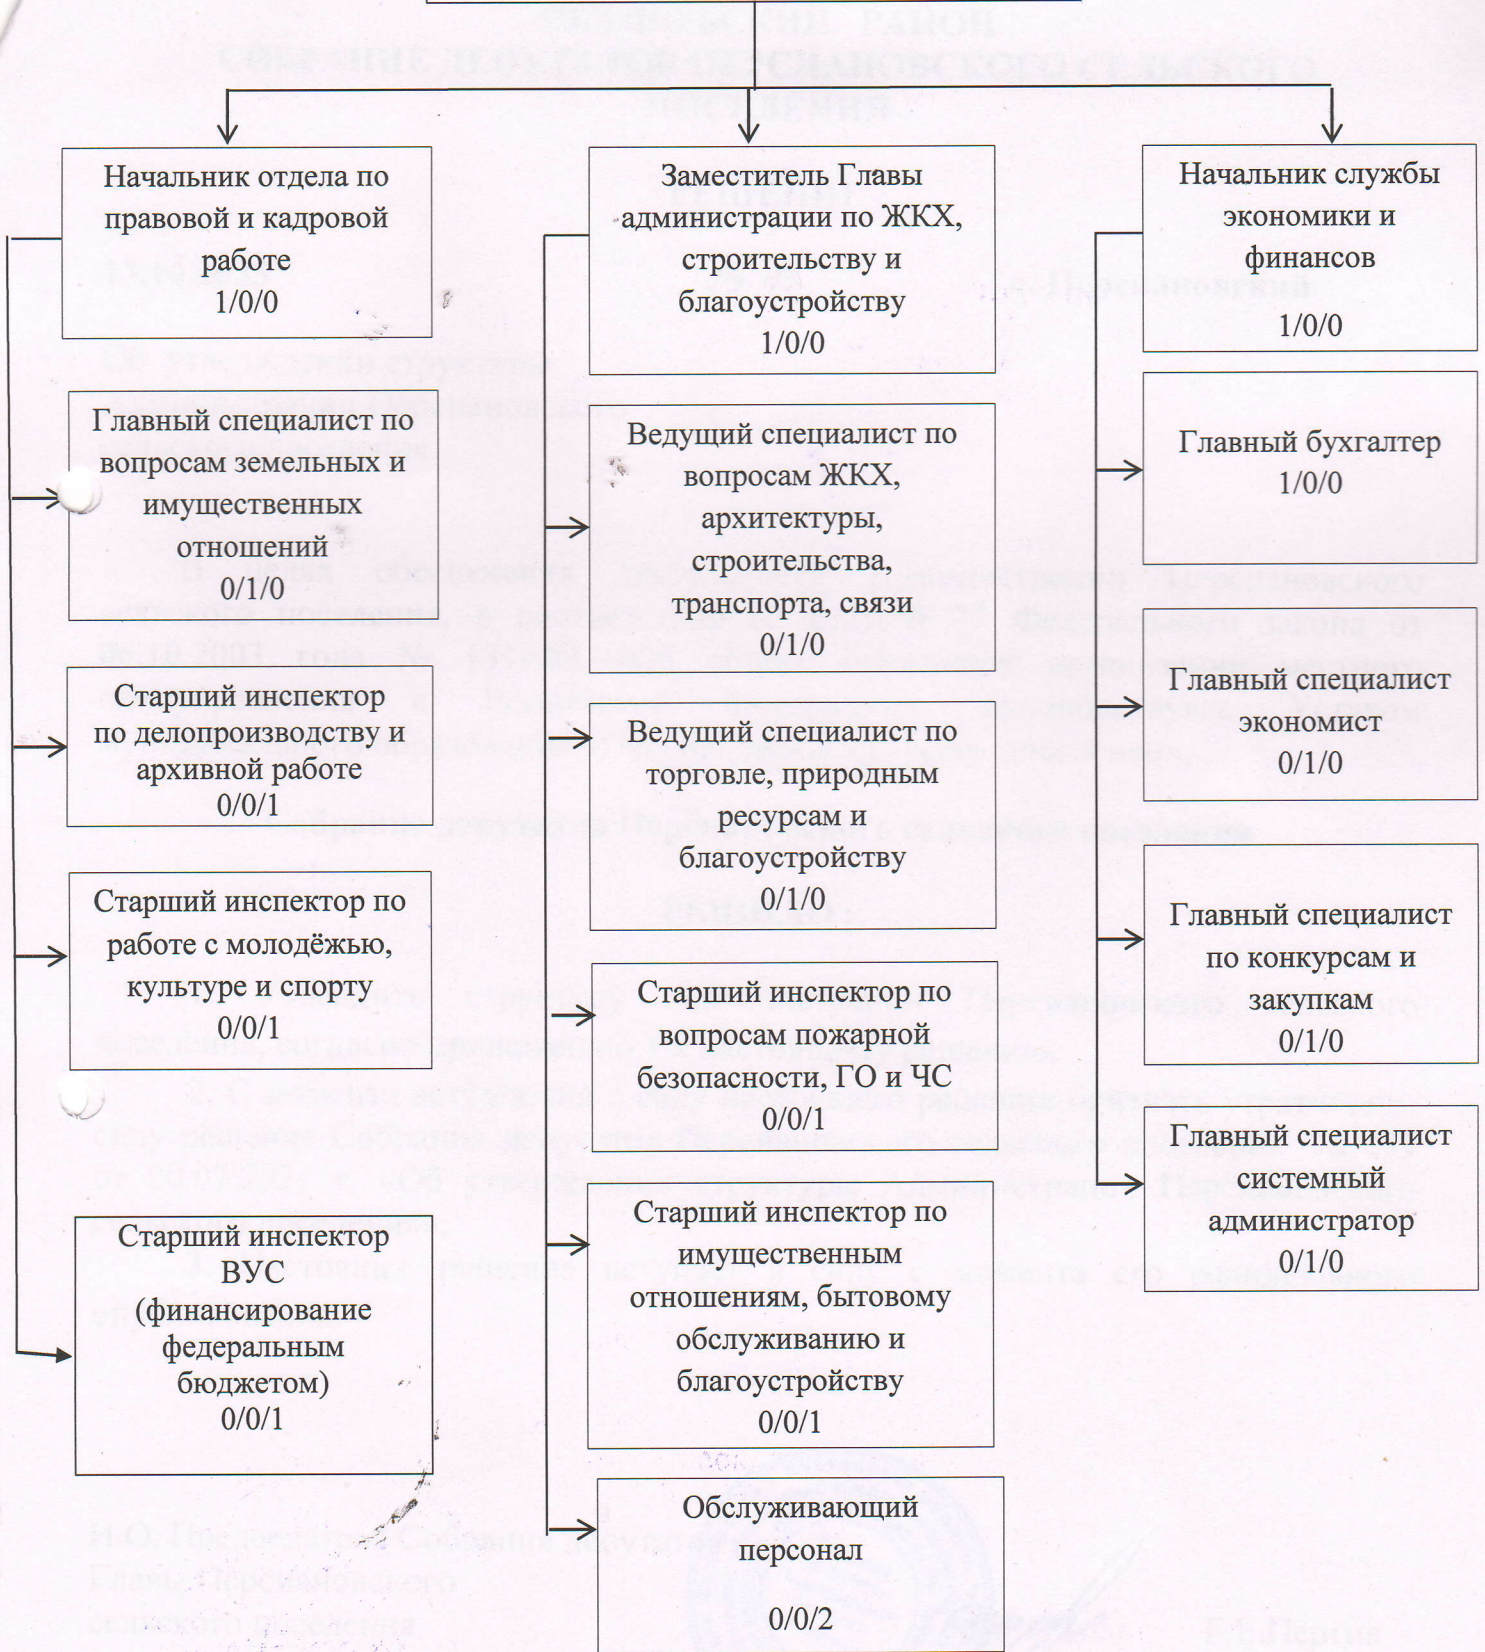 Начальник отдела по
правовой и кадровой
работе
1/0/0
Главный специалист по
вопросам земельных и
имущественных
отношений
0/1/0
Старший инспектор
по делопроизводству и
архивной работе
0/0/1
Старший инспектор по
работе с молодёжью,
культуре и спорту
0/0/1
Старший инспектор
ВУС
(финансирование
федеральным
бюджетом)
0/0/1
Заместитель Главы
администрации по ЖКХ,
строительству и
благоустройству
1/0/0
Ведущий специалист по
вопросам ЖКХ,
архитектуры,
строительства,
транспорта, связи
0/1/0
Ведущий специалист по
торговле, природным
ресурсам и
благоустройству
0/1/0
Старший инспектор по
вопросам пожарной
безопасности, ГО и ЧС
0/0/1
Старший инспектор по
имущественным
отношениям, бытовому
обслуживанию и
благоустройству
0/0/1
Обслуживающий
персонал
0/0/2
Начальник службы
экономики и
финансов
1/0/0
Главный бухгалтер
1/0/0
Главный специалист
экономист
0/1/0
Главный специалист
по конкурсам и
закупкам
0/1/0
Главный специалист
системный
администратор
0/1/0